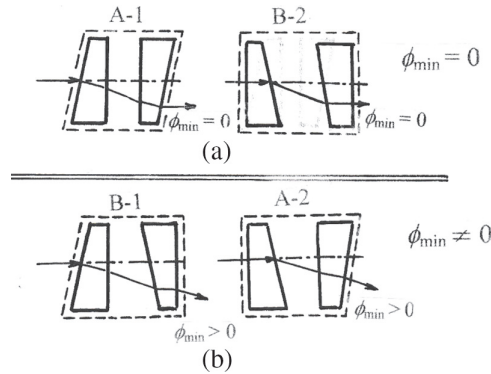 A-1 B-2
ϕmin = 0
ϕmin = 0 ϕmin = 0
(a)
B-1 A-2
ϕmin ≠ 0
ϕmin > 0 ϕmin > 0
(b)